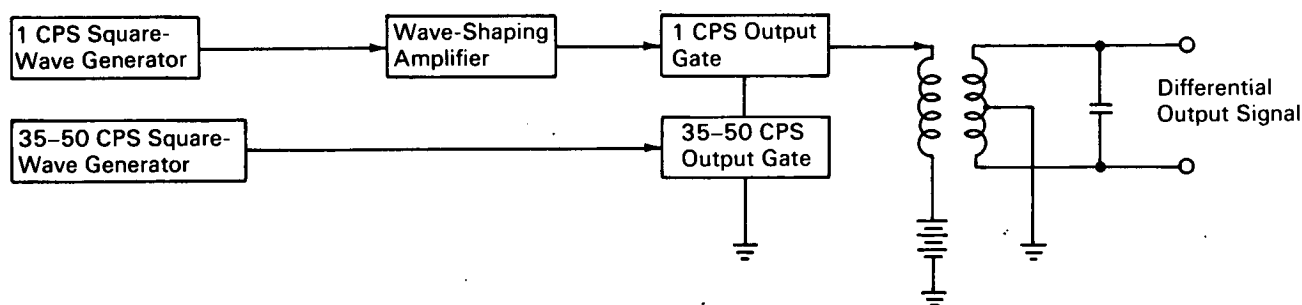 1 CPS Square-
Wave Generator
Wave-Shaping
Amplifier
1 CPS Output
Gate
35–50 CPS Square-
Wave Generator
35–50 CPS
Output Gate
Differential
Output Signal